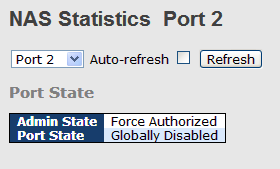 NAS Statistics Port 2
Port 2 Auto-refresh Refresh
Port State
Admin State Force Authorized
Port State Globally Disabled